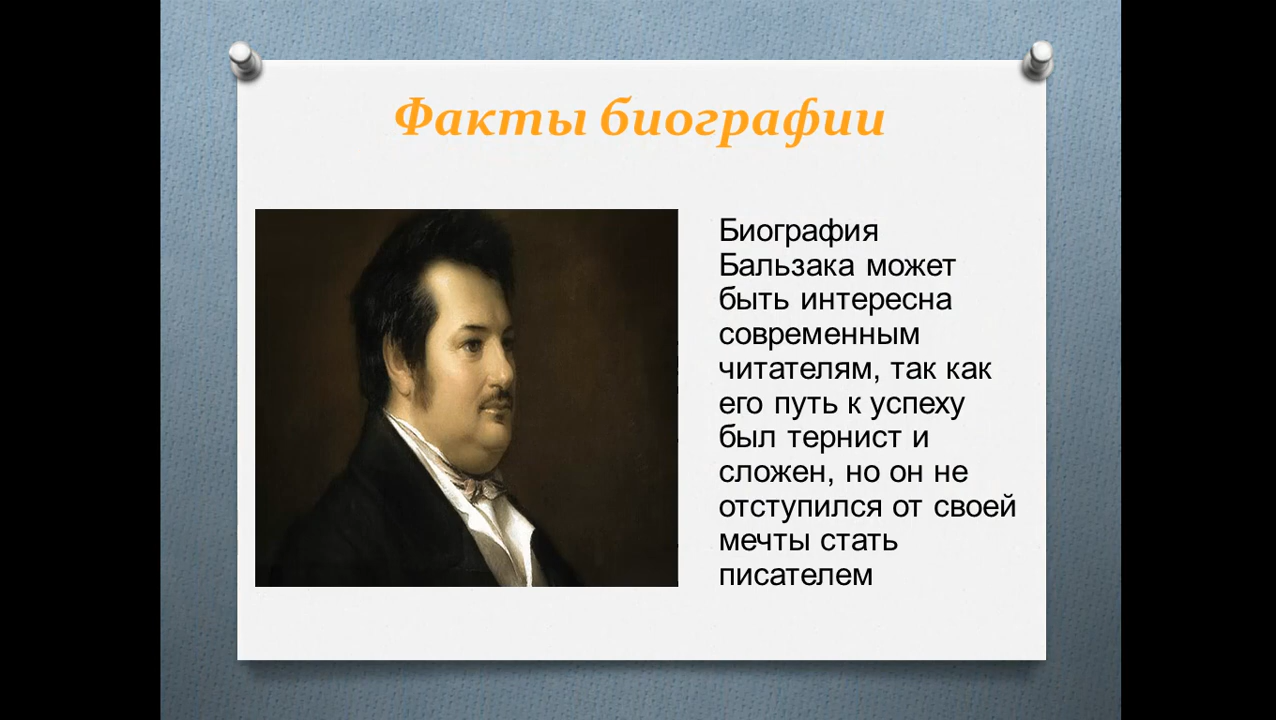 Факты биографии
Биография
Бальзака может
быть интересна
современным
читателям, так как
его путь к успеху
был тернист и
сложен, но он не
отступился от своей
мечты стать
писателем